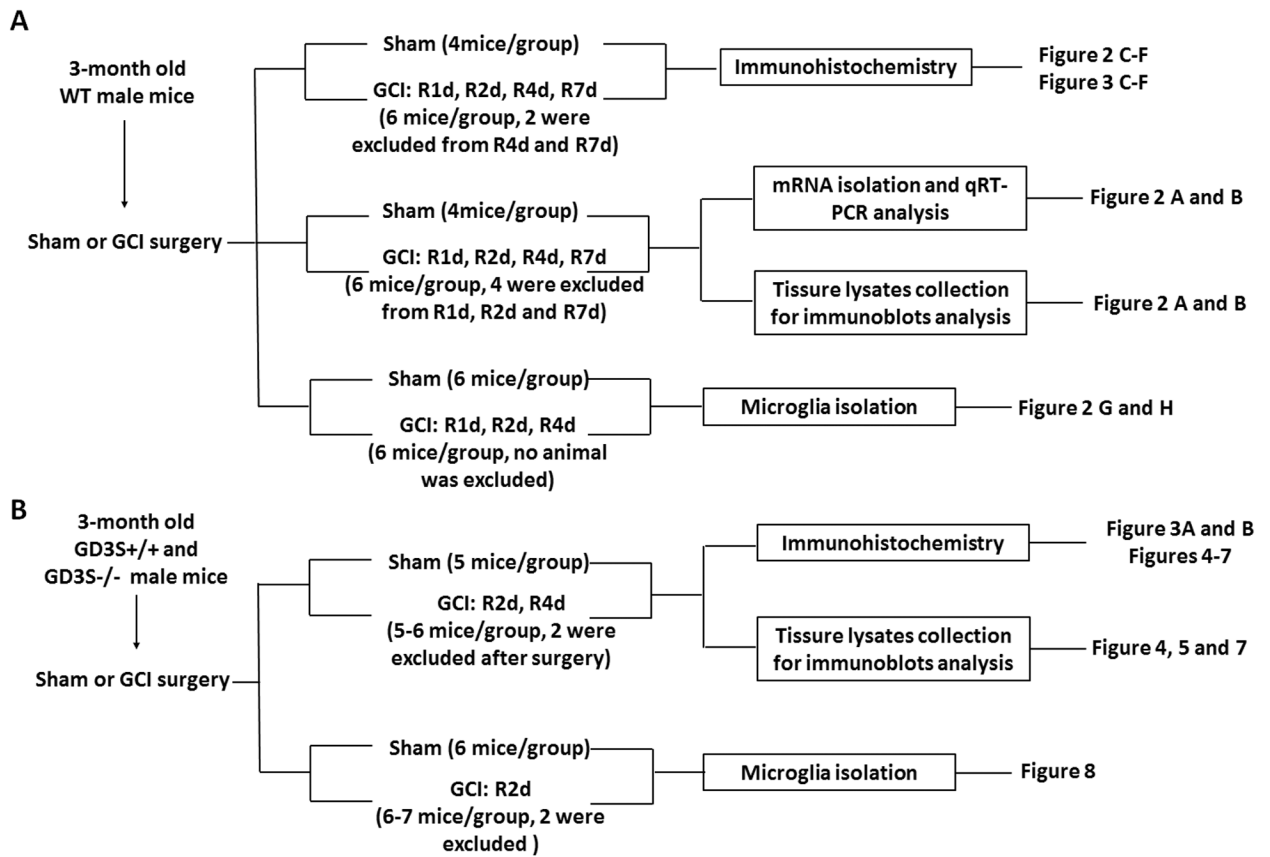 A
3-month old
WT male mice
Sham or GCI surgery
Sham (4mice/group)
GCI: R1d, R2d, R4d, R7d
(6 mice/group, 2 were
excluded from R4d and R7d)
Immunohistochemistry
Figure 2 C-F
Figure 3 C-F
Sham (4mice/group)
GCI: R1d, R2d, R4d, R7d
(6 mice/group, 4 were excluded
from R1d, R2d and R7d)
mRNA isolation and qRT-
PCR analysis
Figure 2 A and B
Tissue lysates collection
for immunoblots analysis
Figure 2 A and B
Sham (6 mice/group)
GCI: R1d, R2d, R4d
(6 mice/group, no animal
was excluded)
Microglia isolation
Figure 2 G and H
B
3-month old
GD3S+/+ and
GD3S-/- male mice
Sham or GCI surgery
Sham (5 mice/group)
GCI: R2d, R4d
(5-6 mice/group, 2 were
excluded after surgery)
Immunohistochemistry
Figure 3A and B
Figures 4-7
Tissue lysates collection
for immunoblots analysis
Figure 4, 5 and 7
Sham (6 mice/group)
GCI: R2d
(6-7 mice/group, 2 were
excluded )
Microglia isolation
Figure 8